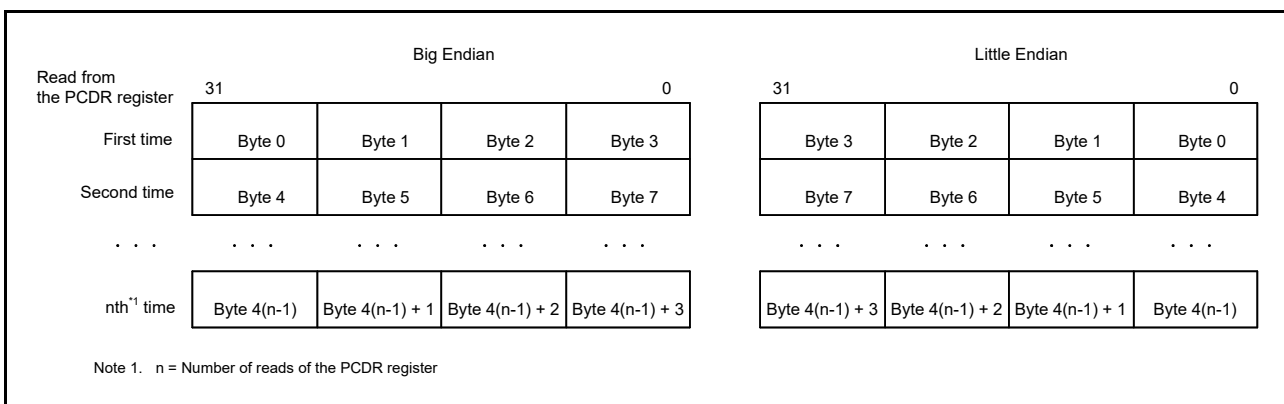 Big Endian Little Endian
Read from
the PCDR register
31 0 31 0
First time Byte 0 Byte 1 Byte 2 Byte 3 Byte 3 Byte 2 Byte 1 Byte 0
Second time Byte 4 Byte 5 Byte 6 Byte 7 Byte 7 Byte 6 Byte 5 Byte 4
. . . . . . . . . . . . . . . . . . . . . . . . . . .
nth*1 time Byte 4(n-1) Byte 4(n-1) + 1 Byte 4(n-1) + 2 Byte 4(n-1) + 3 Byte 4(n-1) + 3 Byte 4(n-1) + 2 Byte 4(n-1) + 1 Byte 4(n-1)
Note 1. n = Number of reads of the PCDR register